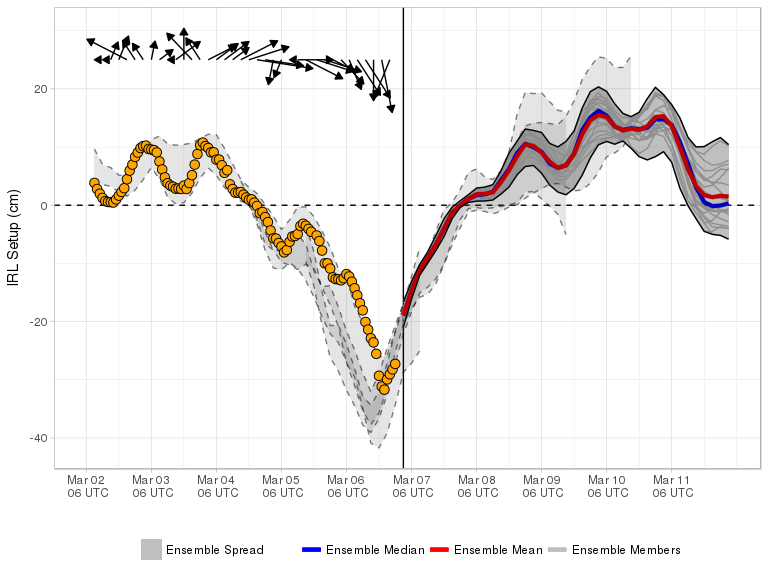 IRL Setup (cm)
20
0
-20
-40
Mar 02 Mar 03 Mar 04 Mar 05 Mar 06 Mar 07 Mar 08 Mar 09 Mar 10 Mar 11
06 UTC 06 UTC 06 UTC 06 UTC 06 UTC 06 UTC 06 UTC 06 UTC 06 UTC 06 UTC
Ensemble Spread Ensemble Median Ensemble Mean Ensemble Members